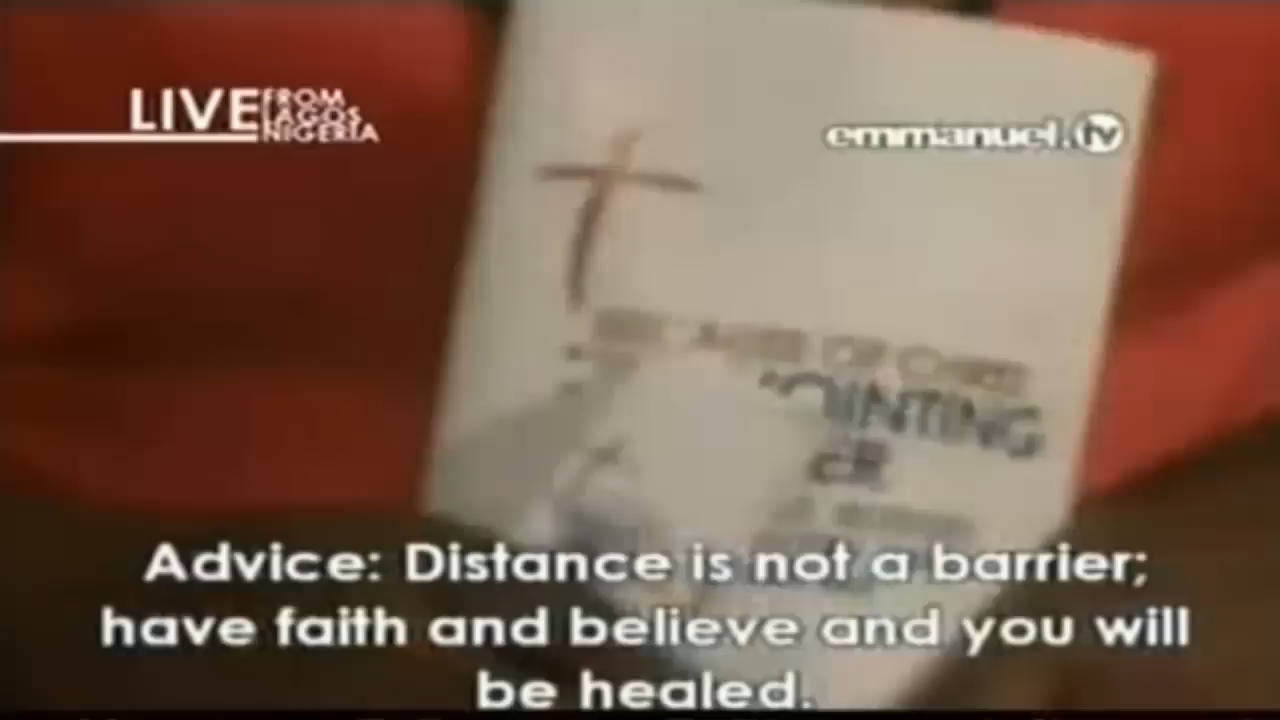 LIVE FROM
LAGOS
NIGERIA
emmanuel.tv
OF
Advice: Distance is not a barrier;
have faith and believe and you will
be healed.